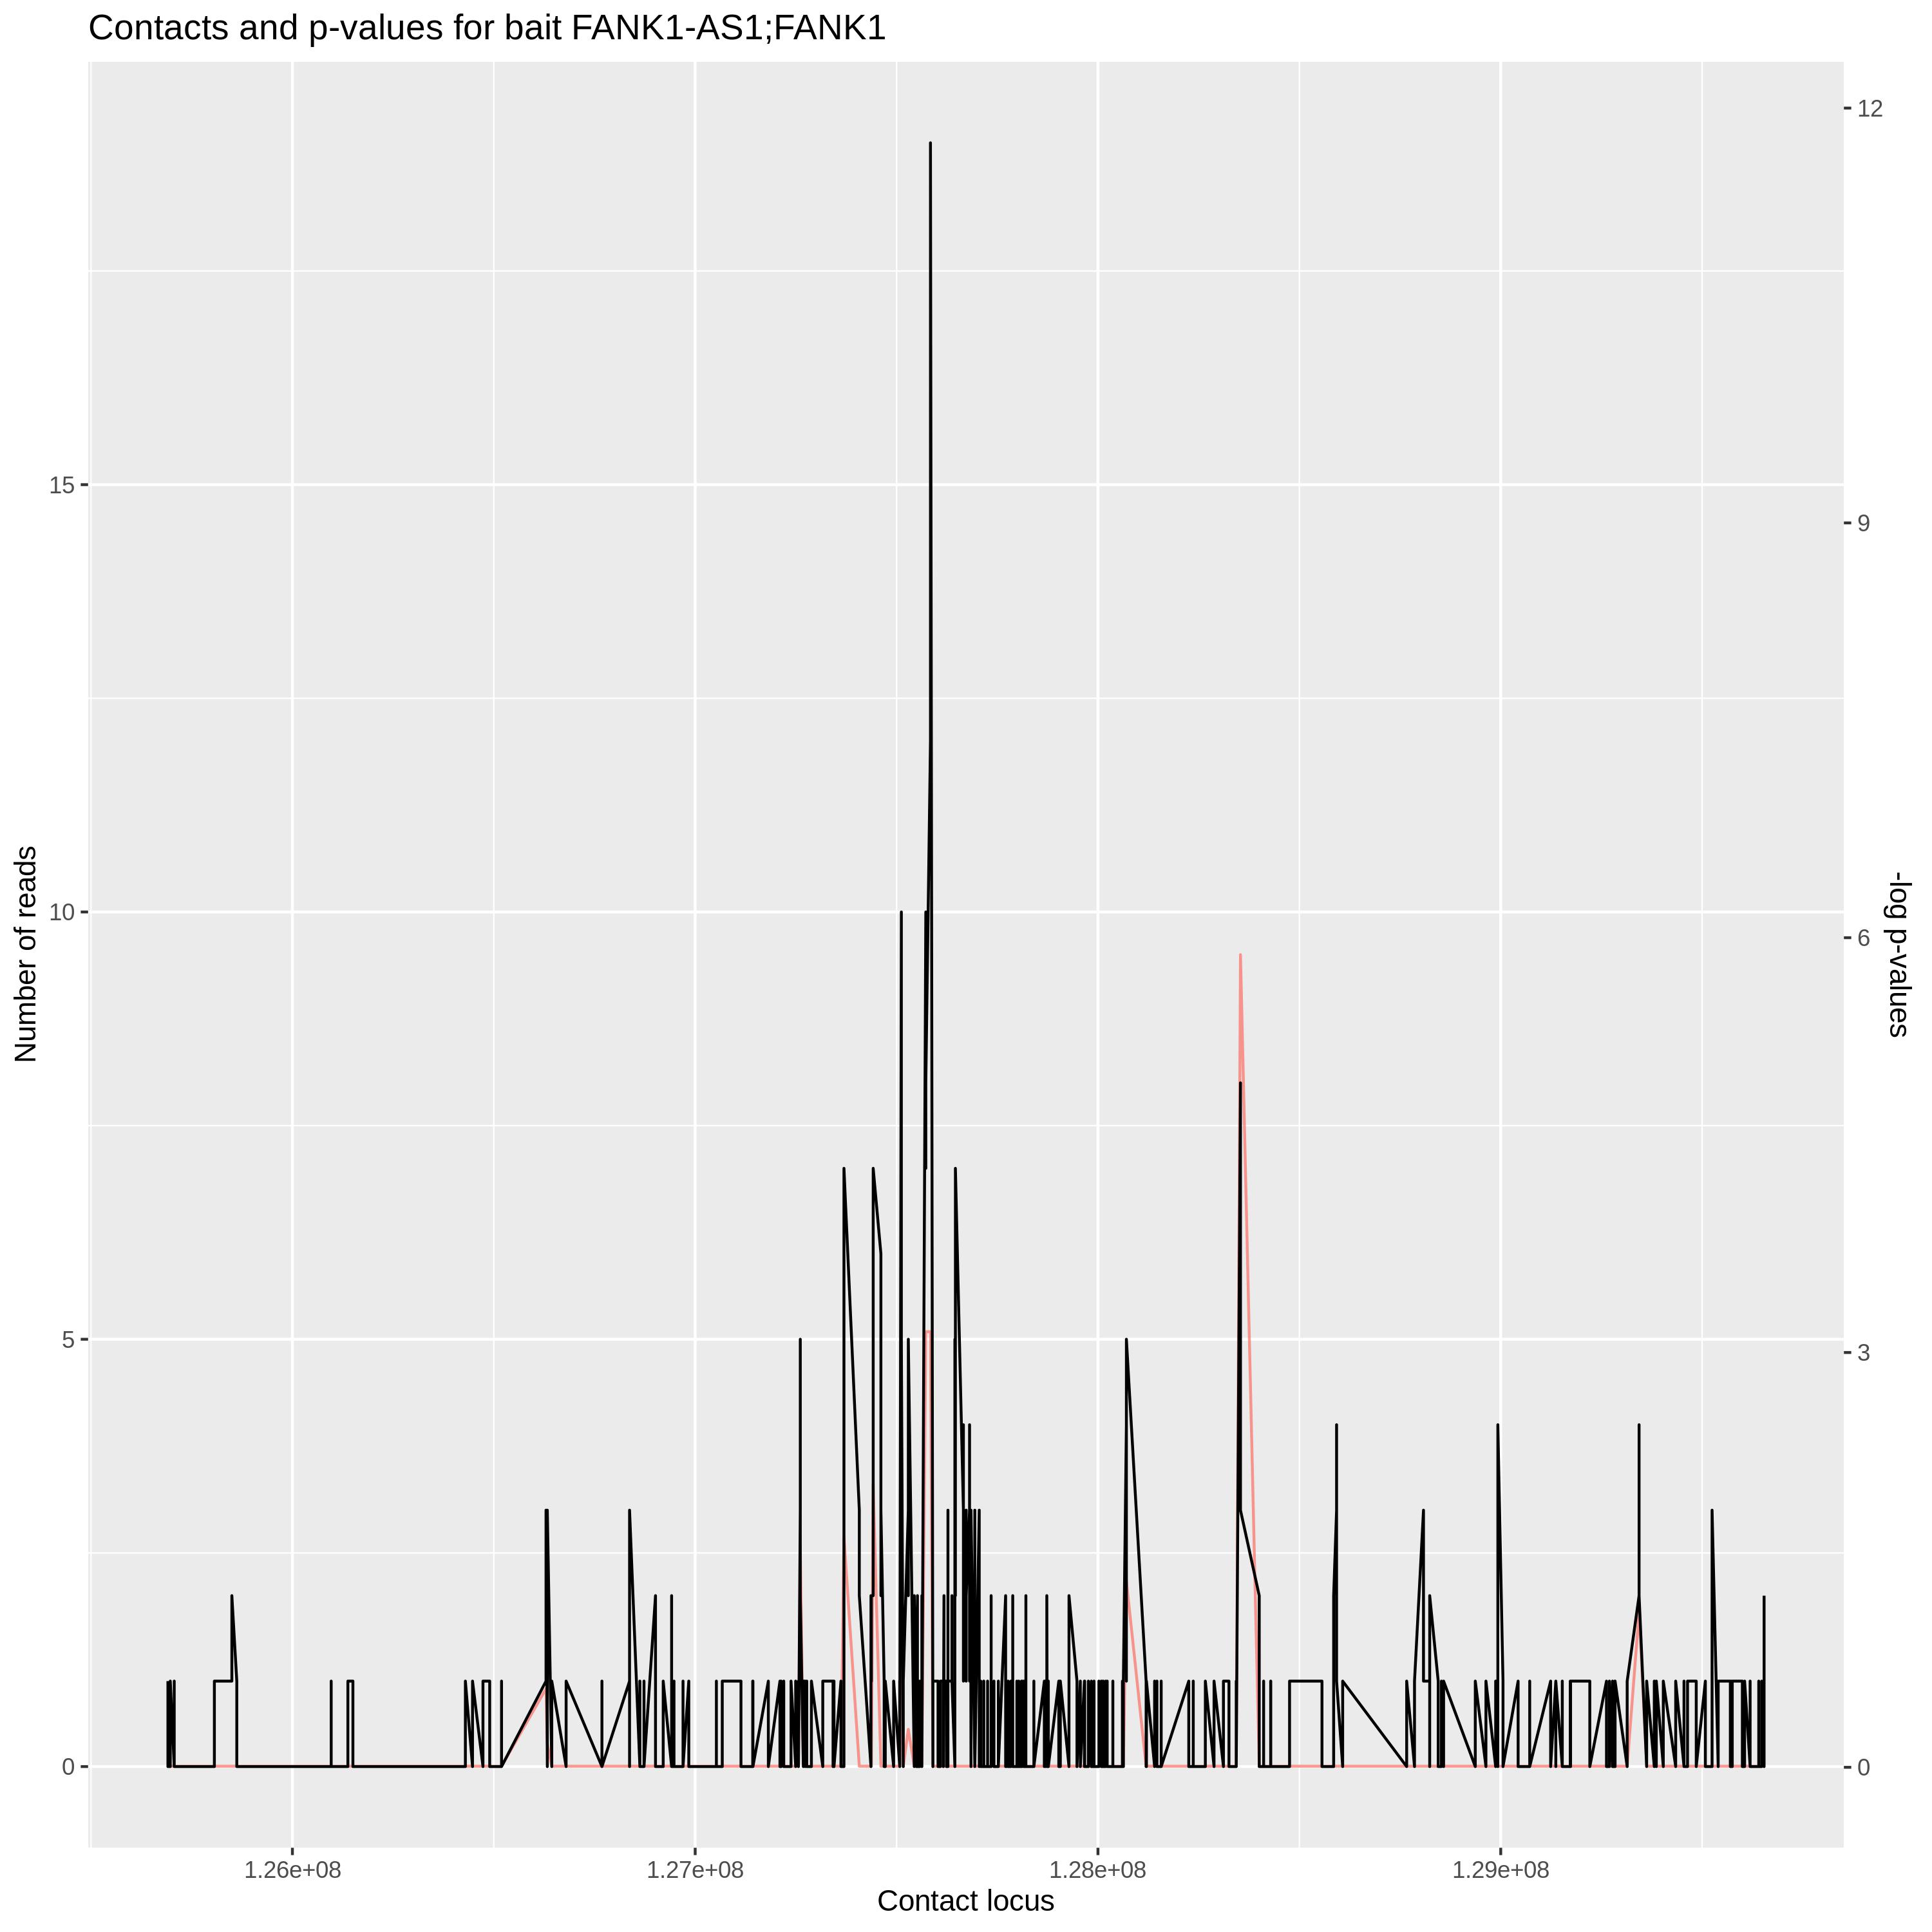 Contacts and p-values for bait FANK1-AS1;FANK1
12
15
9
10
6
5
3
0
0
Number of reads
-log p-values
1.26e+08
1.27e+08
1.28e+08
1.29e+08
Contact locus